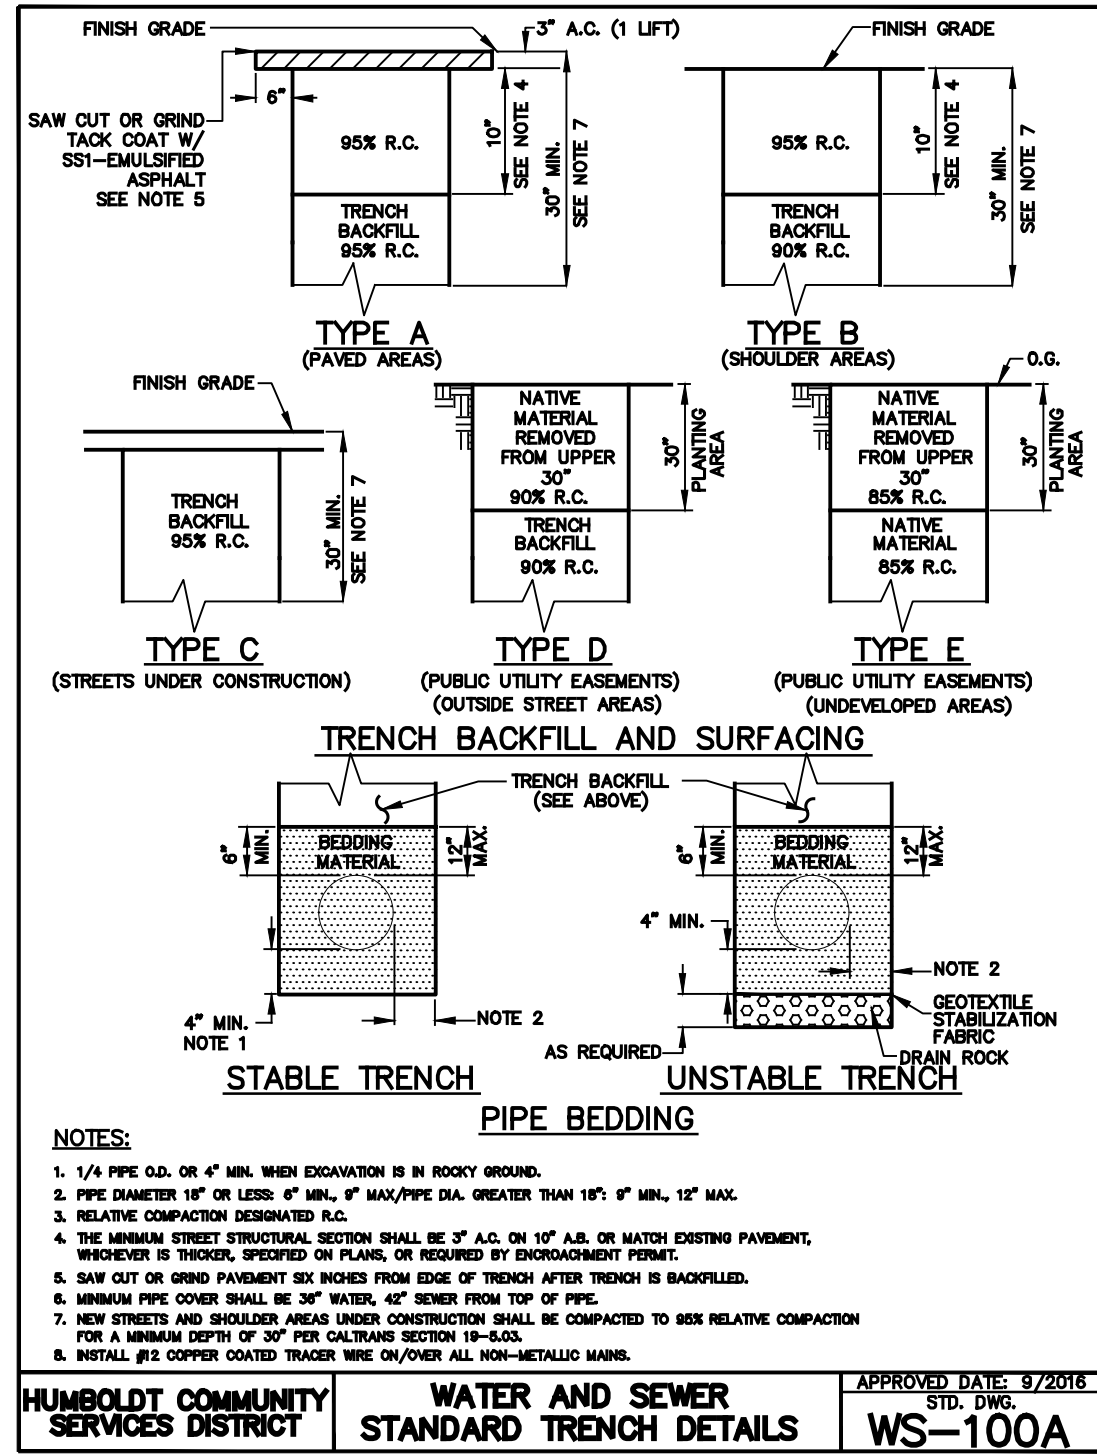 FINISH GRADE
3" A.C. (1 LIFT)
6"
SAW CUT OR GRIND
TACK COAT W/
SS1-EMULSIFIED
ASPHALT
SEE NOTE 5
95% R.C.
10"
SEE NOTE 4
30" MIN.
SEE NOTE 7
TRENCH
BACKFILL
95% R.C.
TYPE A
(PAVED AREAS)
FINISH GRADE
95% R.C.
10"
SEE NOTE 4
30" MIN.
SEE NOTE 7
TRENCH
BACKFILL
90% R.C.
TYPE B
(SHOULDER AREAS)
FINISH GRADE
TRENCH
BACKFILL
95% R.C.
30" MIN.
SEE NOTE 7
TYPE C
(STREETS UNDER CONSTRUCTION)
NATIVE
MATERIAL
REMOVED
FROM UPPER
30"
90% R.C.
30"
PLANTING
AREA
TRENCH
BACKFILL
90% R.C.
TYPE D
(PUBLIC UTILITY EASEMENTS)
(OUTSIDE STREET AREAS)
O.G.
NATIVE
MATERIAL
REMOVED
FROM UPPER
30"
85% R.C.
30"
PLANTING
AREA
NATIVE
MATERIAL
85% R.C.
TYPE E
(PUBLIC UTILITY EASEMENTS)
(UNDEVELOPED AREAS)
TRENCH BACKFILL AND SURFACING
TRENCH BACKFILL
(SEE ABOVE)
6"
MIN.
BEDDING
MATERIAL
12"
MAX.
4" MIN.
NOTE 1
NOTE 2
STABLE TRENCH
6"
MIN.
BEDDING
MATERIAL
12"
MAX.
4" MIN.
NOTE 2
GEOTEXTILE
STABILIZATION
FABRIC
AS REQUIRED
DRAIN ROCK
UNSTABLE TRENCH
PIPE BEDDING
NOTES:
1. 1/4 PIPE O.D. OR 4" MIN. WHEN EXCAVATION IS IN ROCKY GROUND.
2. PIPE DIAMETER 18" OR LESS: 6" MIN., 9" MAX/PIPE DIA. GREATER THAN 18": 9" MIN., 12" MAX.
3. RELATIVE COMPACTION DESIGNATED R.C.
4. THE MINIMUM STREET STRUCTURAL SECTION SHALL BE 3" A.C. ON 10" A.B. OR MATCH EXISTING PAVEMENT,
WHICHEVER IS THICKER, SPECIFIED ON PLANS, OR REQUIRED BY ENCROACHMENT PERMIT.
5. SAW CUT OR GRIND PAVEMENT SIX INCHES FROM EDGE OF TRENCH AFTER TRENCH IS BACKFILLED.
6. MINIMUM PIPE COVER SHALL BE 36" WATER, 42" SEWER FROM TOP OF PIPE.
7. NEW STREETS AND SHOULDER AREAS UNDER CONSTRUCTION SHALL BE COMPACTED TO 95% RELATIVE COMPACTION
FOR A MINIMUM DEPTH OF 30" PER CALTRANS SECTION 19-5.03.
8. INSTALL #12 COPPER COATED TRACER WIRE ON/OVER ALL NON-METALLIC MAINS.
HUMBOLDT COMMUNITY
SERVICES DISTRICT
WATER AND SEWER
STANDARD TRENCH DETAILS
APPROVED DATE: 9/2016
STD. DWG.
WS-100A